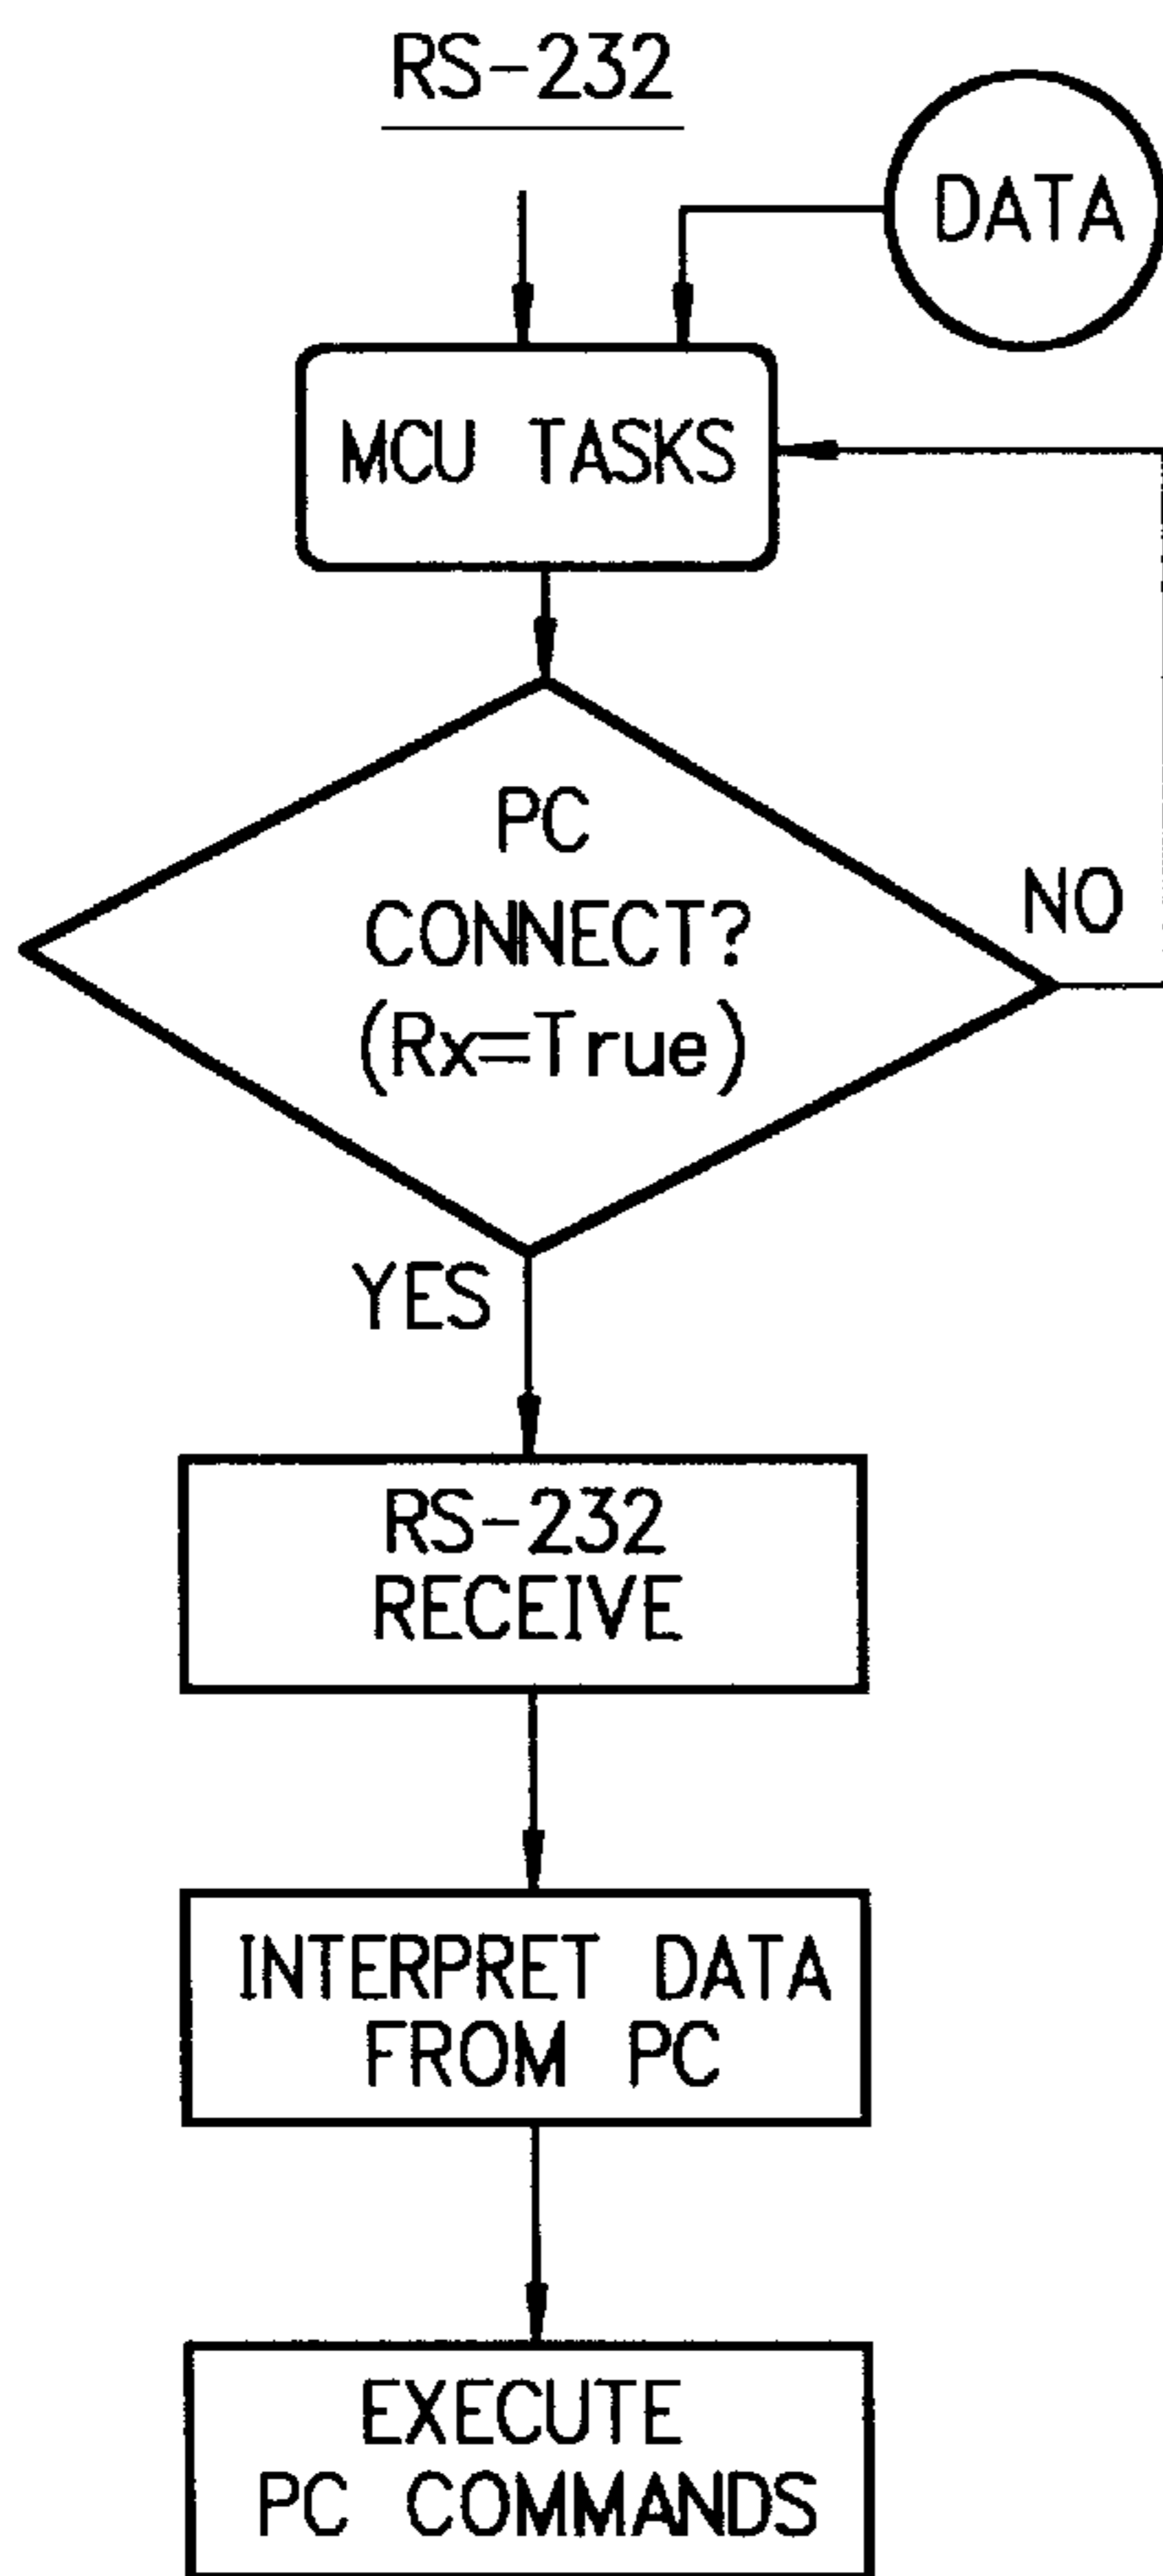 RS-232
DATA
MCU TASKS
PC
CONNECT?
(Rx=True)
NO
YES
RS-232
RECEIVE
INTERPRET DATA
FROM PC
EXECUTE
PC COMMANDS